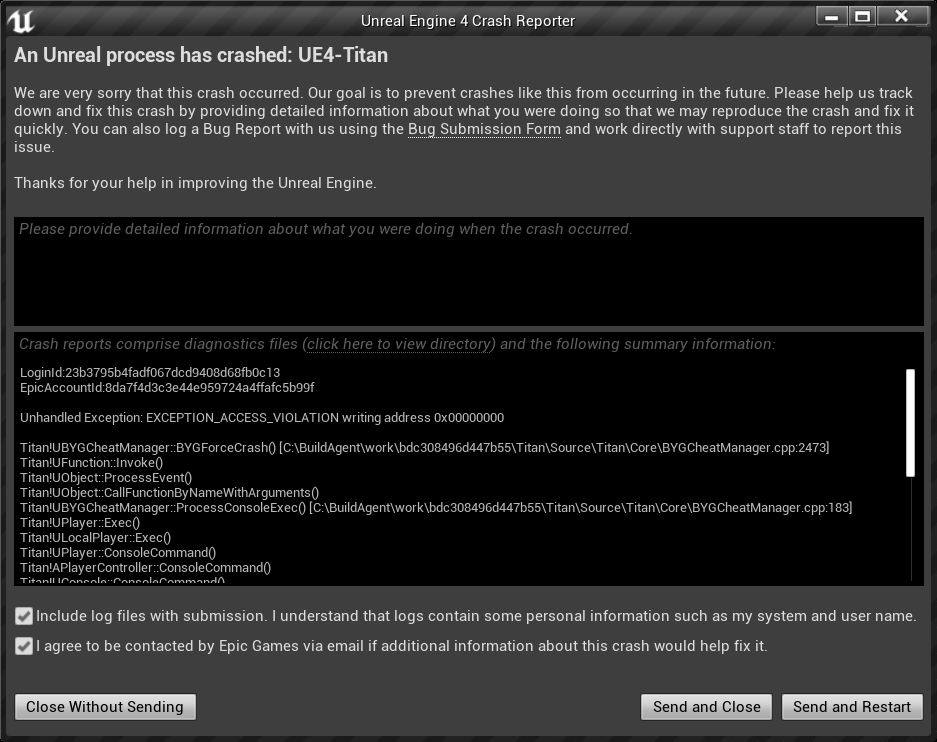 Unreal Engine 4 Crash Reporter
An Unreal process has crashed: UE4-Titan
We are very sorry that this crash occurred. Our goal is to prevent crashes like this from occurring in the future. Please help us track
down and fix this crash by providing detailed information about what you were doing so that we may reproduce the crash and fix it
quickly. You can also log a Bug Report with us using the Bug Submission Form and work directly with support staff to report this
issue.
Thanks for your help in improving the Unreal Engine.
Please provide detailed information about what you were doing when the crash occurred.
Crash reports comprise diagnostics files (click here to view directory) and the following summary information:
LoginId:23b3795b4fadf067dcd9408d68fb0c13
EpicAccountId:8da7f4d3c3e44e959724a4ffafc5b99f
Unhandled Exception: EXCEPTION_ACCESS_VIOLATION writing address 0x00000000
Titan!UBYGCheatManager::BYGForceCrash() [C:\BuildAgent\work\bdc308496d447b55\Titan\Source\Titan\Core\BYGCheatManager.cpp:2473]
Titan!UFunction::Invoke()
Titan!UObject::ProcessEvent()
Titan!UObject::CallFunctionByNameWithArguments()
Titan!UBYGCheatManager::ProcessConsoleExec() [C:\BuildAgent\work\bdc308496d447b55\Titan\Source\Titan\Core\BYGCheatManager.cpp:183]
Titan!UPlayer::Exec()
Titan!ULocalPlayer::Exec()
Titan!UPlayer::ConsoleCommand()
Titan!APlayerController::ConsoleCommand()
Titan!UConsole::ConsoleCommand()
Include log files with submission. I understand that logs contain some personal information such as my system and user name.
I agree to be contacted by Epic Games via email if additional information about this crash would help fix it.
Close Without Sending
Send and Close
Send and Restart